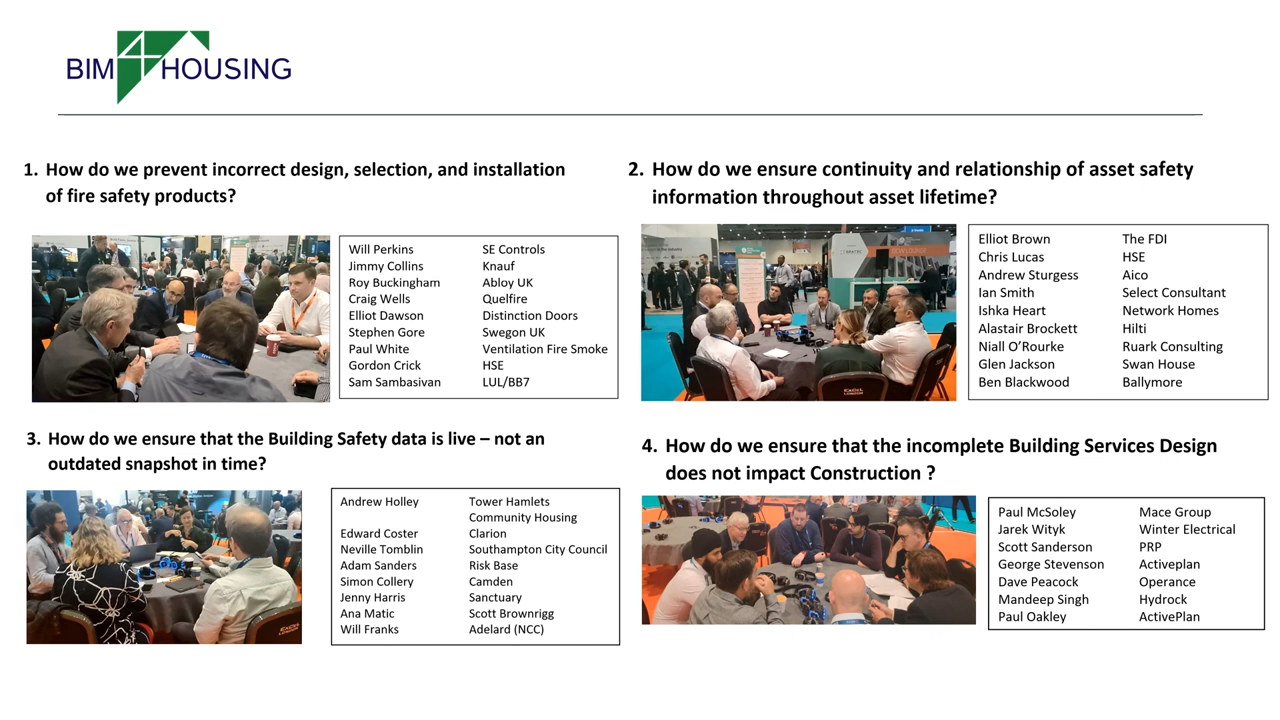 BIM4HOUSING
1. How do we prevent incorrect design, selection, and installation
of fire safety products?
Will Perkins SE Controls
Jimmy Collins Knauf
Roy Buckingham Abloy UK
Craig Wells Quelfire
Elliot Dawson Distinction Doors
Stephen Gore Swegon UK
Paul White Ventilation Fire Smoke
Gordon Crick HSE
Sam Sambasivan LUL/BB7
2. How do we ensure continuity and relationship of asset safety
information throughout asset lifetime?
EXCEL
LONDON
Elliot Brown The FDI
Chris Lucas HSE
Andrew Sturgess Aico
Ian Smith Select Consultant
Ishka Heart Network Homes
Alastair Brockett Hilti
Niall O’Rourke Ruark Consulting
Glen Jackson Swan House
Ben Blackwood Ballymore
3. How do we ensure that the Building Safety data is live – not an
outdated snapshot in time?
Andrew Holley Tower Hamlets
Community Housing
Edward Coster Clarion
Neville Tomblin Southampton City Council
Adam Sanders Risk Base
Simon Collery Camden
Jenny Harris Sanctuary
Ana Matic Scott Brownrigg
Will Franks Adelard (NCC)
4. How do we ensure that the incomplete Building Services Design
does not impact Construction ?
Paul McSoley Mace Group
Jarek Wityk Winter Electrical
Scott Sanderson PRP
George Stevenson Activeplan
Dave Peacock Operance
Mandeep Singh Hydrock
Paul Oakley ActivePlan